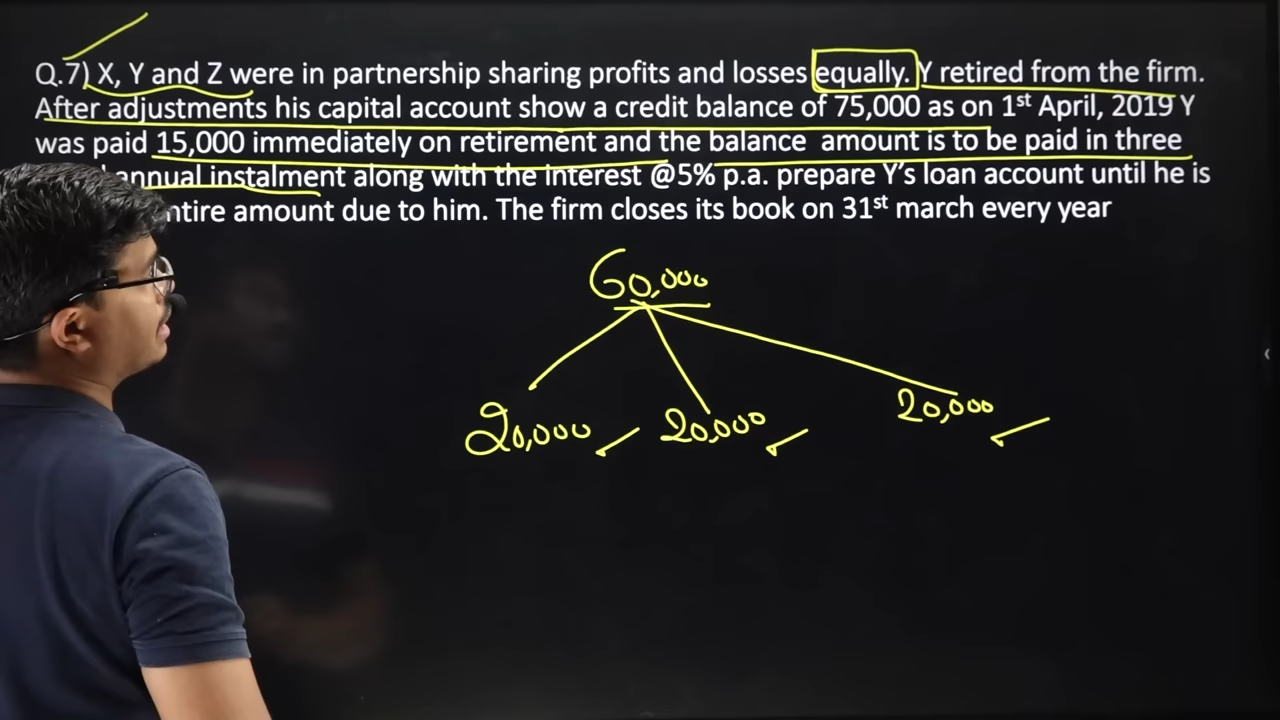 Q.7) X, Y and Z were in partnership sharing profits and losses equally. Y retired from the firm.
After adjustments his capital account show a credit balance of 75,000 as on 1st April, 2019 Y
was paid 15,000 immediately on retirement and the balance amount is to be paid in three
annual instalment along with the interest @5% p.a. prepare Y's loan account until he is
amount due to him. The firm closes its book on 31st march every year
60,000
20,000 20,000 20,000